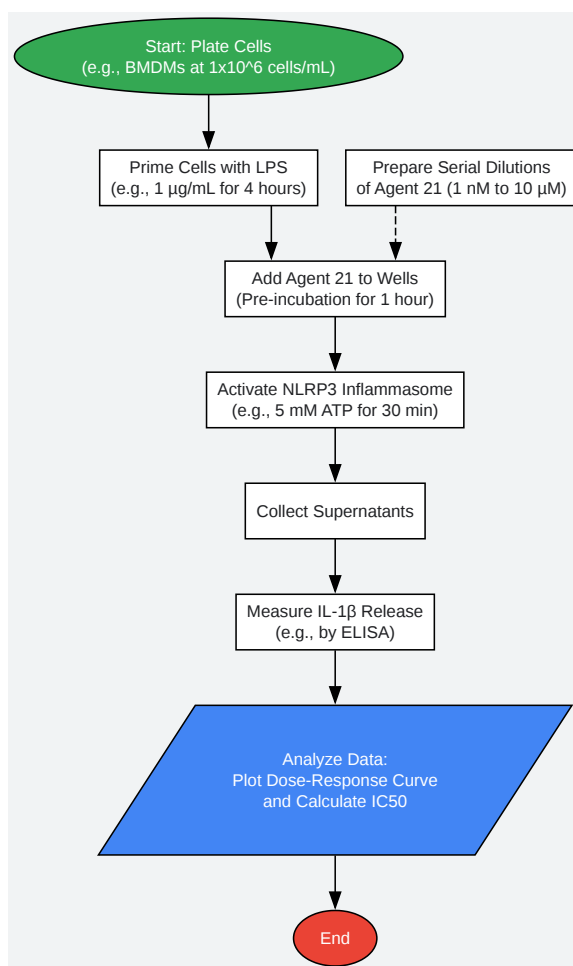 Start: Plate Cells
(e.g., BMDMs at 1x10^6 cells/mL)
Prime Cells with LPS
(e.g., 1 µg/mL for 4 hours)
Prepare Serial Dilutions
of Agent 21 (1 nM to 10 µM)
Add Agent 21 to Wells
(Pre-incubation for 1 hour)
Activate NLRP3 Inflammasome
(e.g., 5 mM ATP for 30 min)
Collect Supernatants
Measure IL-1β Release
(e.g., by ELISA)
Analyze Data:
Plot Dose-Response Curve
and Calculate IC50
End